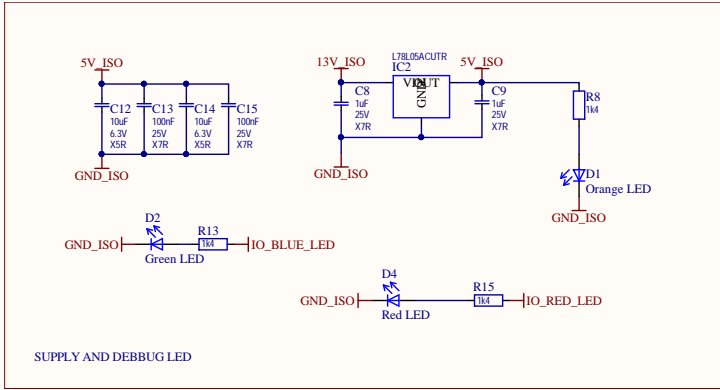 5V_ISO
C12
10uF
6.3V
X5R
C13
100nF
25V
X7R
C14
10uF
6.3V
X5R
C15
100nF
25V
X7R
GND_ISO
13V_ISO
L78L05ACUTR
IC2
5V_ISO
C8
1uF
25V
X7R
GND
C9
1uF
25V
X7R
GND_ISO
R8
1k4
D1
Orange LED
GND_ISO
D2
R13
GND_ISO
1k4
IO_BLUE_LED
Green LED
D4
R15
GND_ISO
1k4
IO_RED_LED
Red LED
SUPPLY AND DEBBUG LED